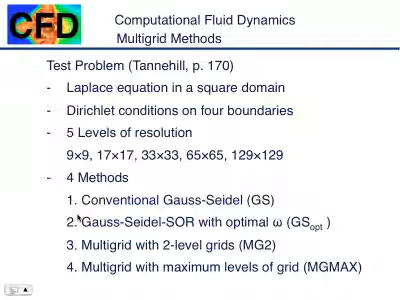 CFD
Computational Fluid Dynamics
Multigrid Methods
Test Problem (Tannehill, p. 170)
- Laplace equation in a square domain
- Dirichlet conditions on four boundaries
- 5 Levels of resolution
9×9, 17×17, 33×33, 65×65, 129×129
- 4 Methods
1. Conventional Gauss-Seidel (GS)
2. Gauss-Seidel-SOR with optimal ω (GSopt )
3. Multigrid with 2-level grids (MG2)
4. Multigrid with maximum levels of grid (MGMAX)